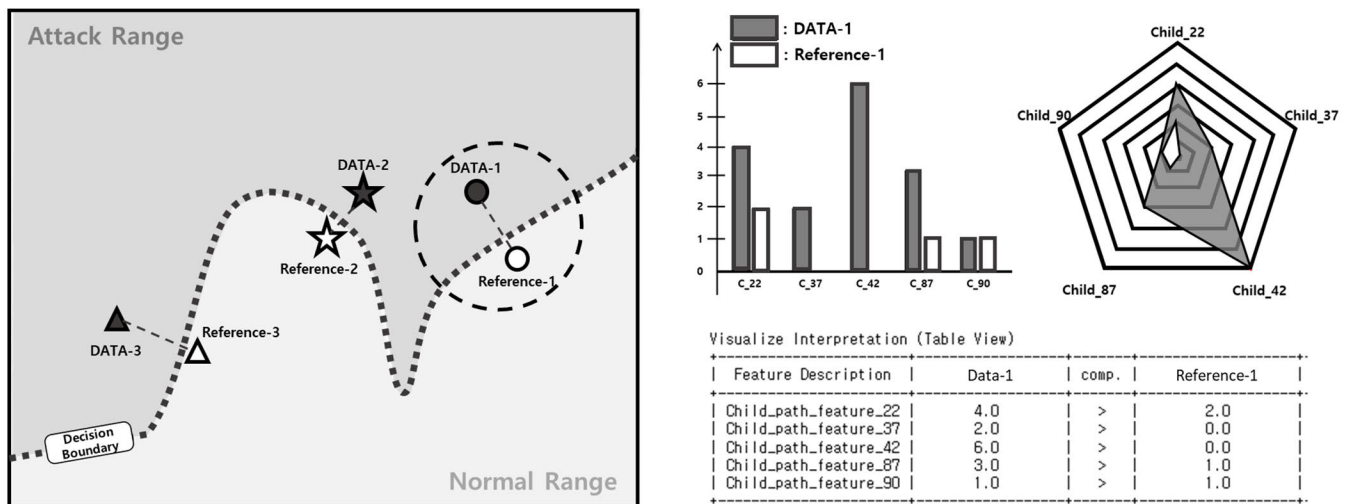 Attack Range
DATA-2
DATA-1
Reference-2
Reference-1
Reference-3
DATA-3
Decision
Boundary
Normal Range
: DATA-1
: Reference-1
6
5
4
3
2
1
0
C_22 C_37 C_42 C_87 C_90
Child_22
Child_90
Child_37
Child_87
Child_42
Visualize Interpretation (Table View)
| Feature Description | Data-1 | comp. | Reference-1 |
| Child_path_feature_22 | 4.0 | > | 2.0 |
| Child_path_feature_37 | 2.0 | > | 0.0 |
| Child_path_feature_42 | 6.0 | > | 0.0 |
| Child_path_feature_87 | 3.0 | > | 1.0 |
| Child_path_feature_90 | 1.0 | > | 1.0 |